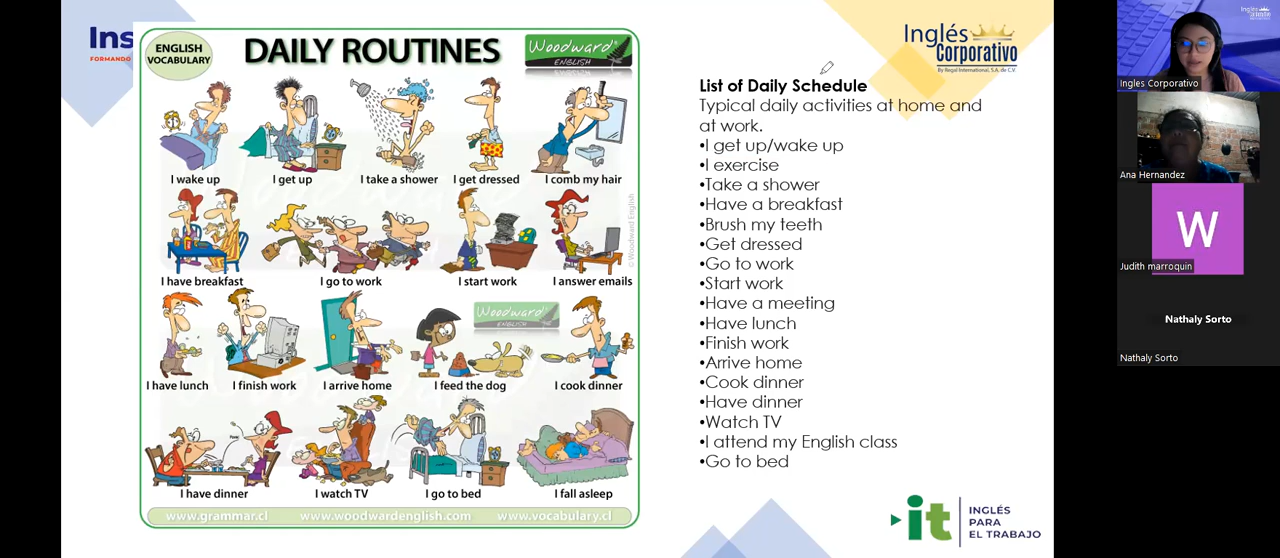 Ins
FORMANDO
ENGLISH
VOCABULARY
DAILY ROUTINES
Woodward
ENGLISH
I wake up
I get up
I take a shower
I get dressed
I comb my hair
I have breakfast
I go to work
I start work
I answer emails
© Woodward English
Woodward
ENGLISH
I have lunch
I finish work
I arrive home
I feed the dog
I cook dinner
I have dinner
I watch TV
I go to bed
I fall asleep
www.grammar.cl www.woodwardenglish.com www.vocabulary.cl
Inglés
Corporativo
By Regal International, S.A. de C.V.
List of Daily Schedule
Typical daily activities at home and
at work.
•I get up/wake up
•I exercise
•Take a shower
•Have a breakfast
•Brush my teeth
•Get dressed
•Go to work
•Start work
•Have a meeting
•Have lunch
•Finish work
•Arrive home
•Cook dinner
•Have dinner
•Watch TV
•I attend my English class
•Go to bed
it
INGLÉS
PARA
EL TRABAJO
Ingles Corporativo
Ana Hernandez
W
Judith marroquin
Nathaly Sorto
Nathaly Sorto